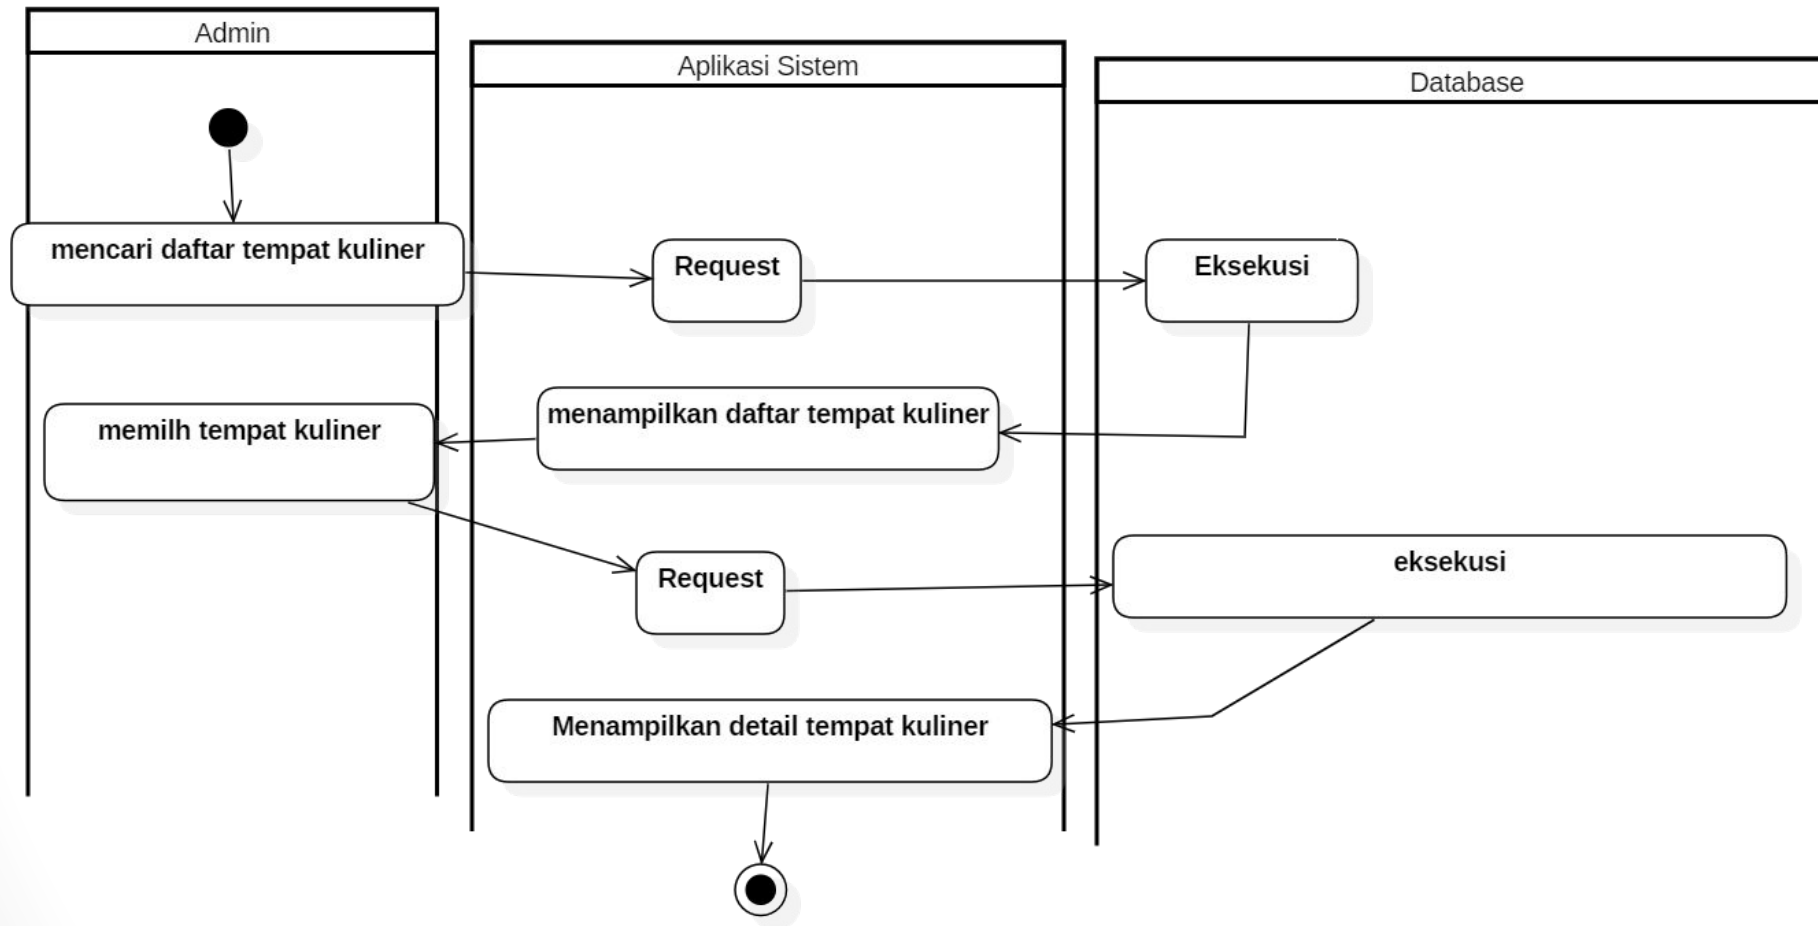 Admin
Aplikasi Sistem
Database
mencari daftar tempat kuliner
Request
Eksekusi
menampilkan daftar tempat kuliner
memilh tempat kuliner
Request
eksekusi
Menampilkan detail tempat kuliner